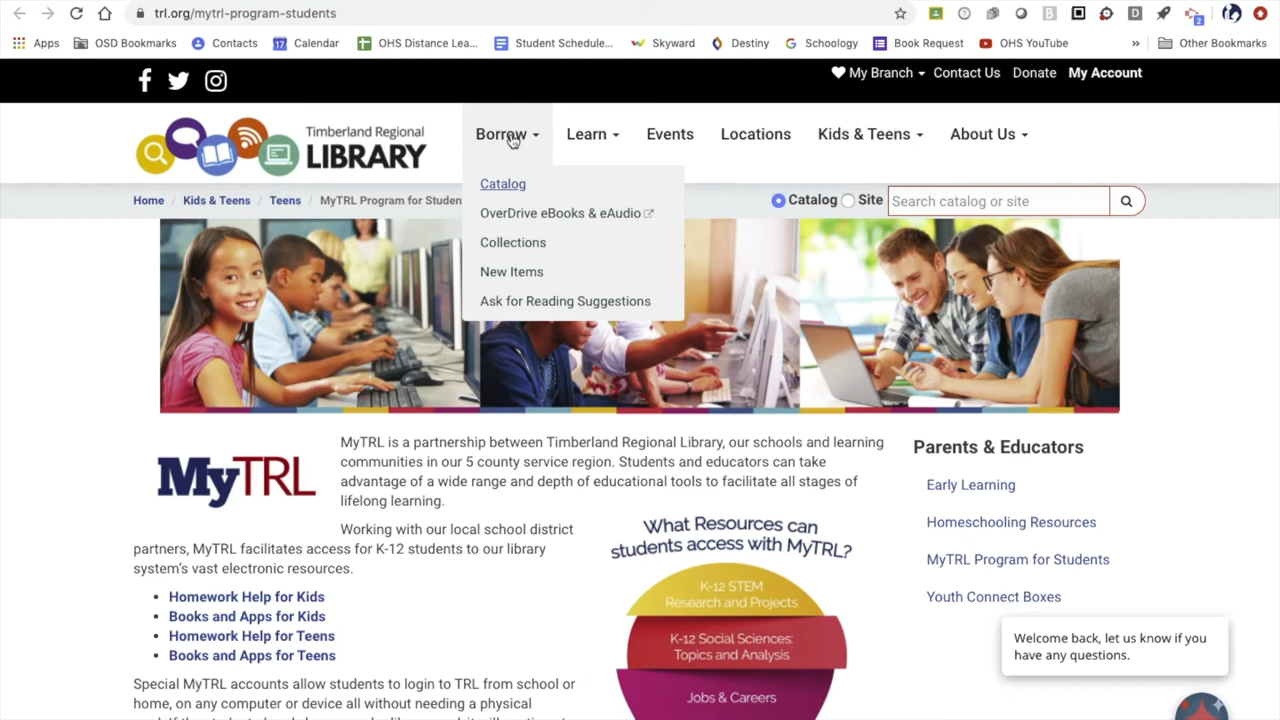 trl.org/mytrl-program-students
Apps OSD Bookmarks Contacts Calendar OHS Distance Lea... Student Schedule... Skyward Destiny Schoology Book Request OHS YouTube » Other Bookmarks
My Branch Contact Us Donate My Account
Timberland Regional
LIBRARY
Borrow Learn Events Locations Kids & Teens About Us
Catalog
OverDrive eBooks & eAudio
Collections
New Items
Ask for Reading Suggestions
Home Kids & Teens Teens MyTRL Program for Studen
Catalog Site Search catalog or site
MyTRL
MyTRL is a partnership between Timberland Regional Library, our schools and learning
communities in our 5 county service region. Students and educators can take
advantage of a wide range and depth of educational tools to facilitate all stages of
lifelong learning.
Working with our local school district
partners, MyTRL facilitates access for K-12 students to our library
system's vast electronic resources.
• Homework Help for Kids
• Books and Apps for Kids
• Homework Help for Teens
• Books and Apps for Teens
Special MyTRL accounts allow students to login to TRL from school or
home, on any computer or device all without needing a physical
What Resources can
students access with MyTRL?
K-12 STEM
Research and Projects
K-12 Social Sciences:
Topics and Analysis
Jobs & Careers
Parents & Educators
Early Learning
Homeschooling Resources
MyTRL Program for Students
Youth Connect Boxes
Welcome back, let us know if you
have any questions.